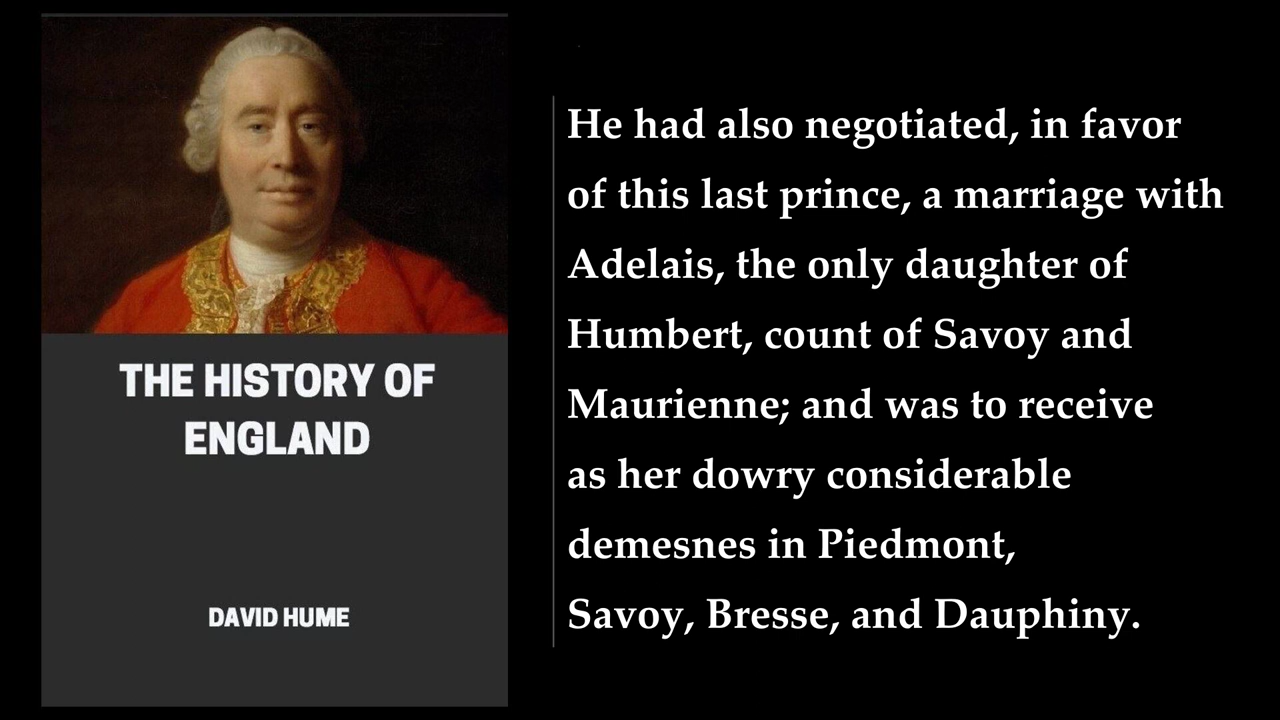 THE HISTORY OF
ENGLAND
DAVID HUME
He had also negotiated, in favor
of this last prince, a marriage with
Adelais, the only daughter of
Humbert, count of Savoy and
Maurienne; and was to receive
as her dowry considerable
demesnes in Piedmont,
Savoy, Bresse, and Dauphiny.